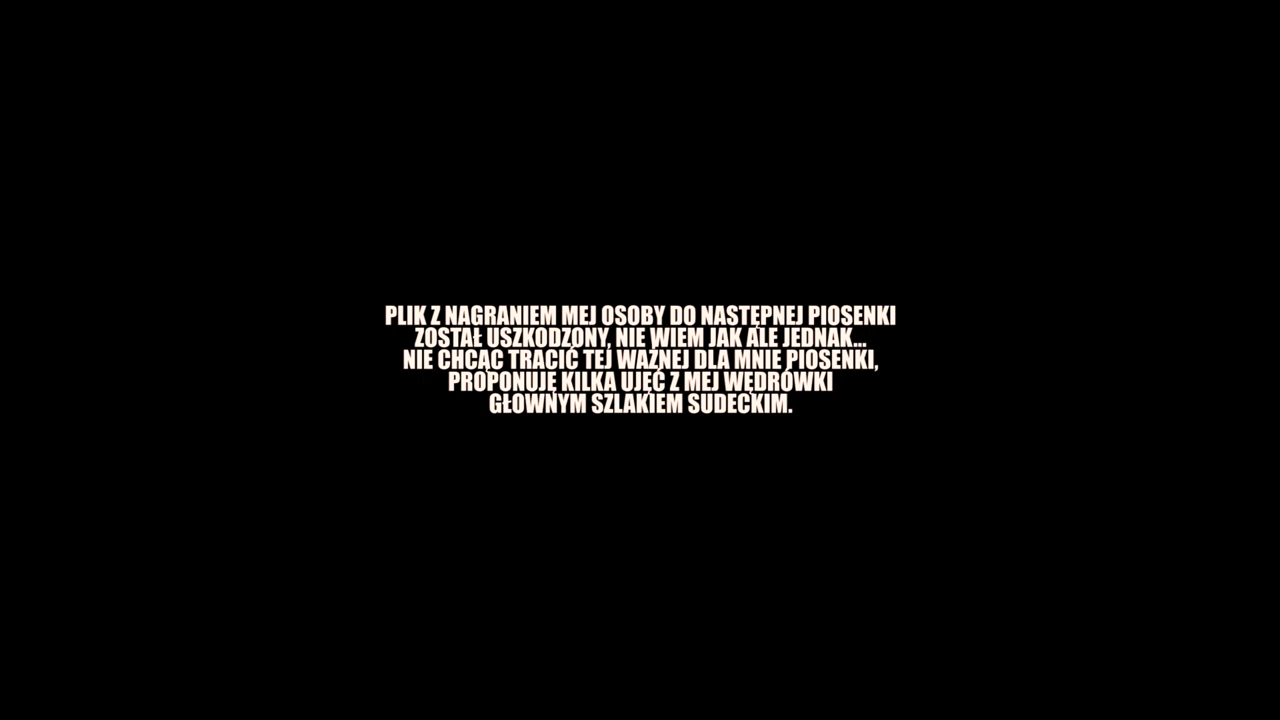 PLIK Z NAGRANIEM MEJ OSOBY DO NASTĘPNEJ PIOSENKI
ZOSTAŁ USZKODZONY, NIE WIEM JAK ALE JEDNAK...
NIE CHCĄC TRACIĆ TEJ WAŻNEJ DLA MNIE PIOSENKI,
PROPONUJĘ KILKA UJĘĆ Z MEJ WĘDRÓWKI
GŁOWNYM SZLAKIEM SUDECKIM.